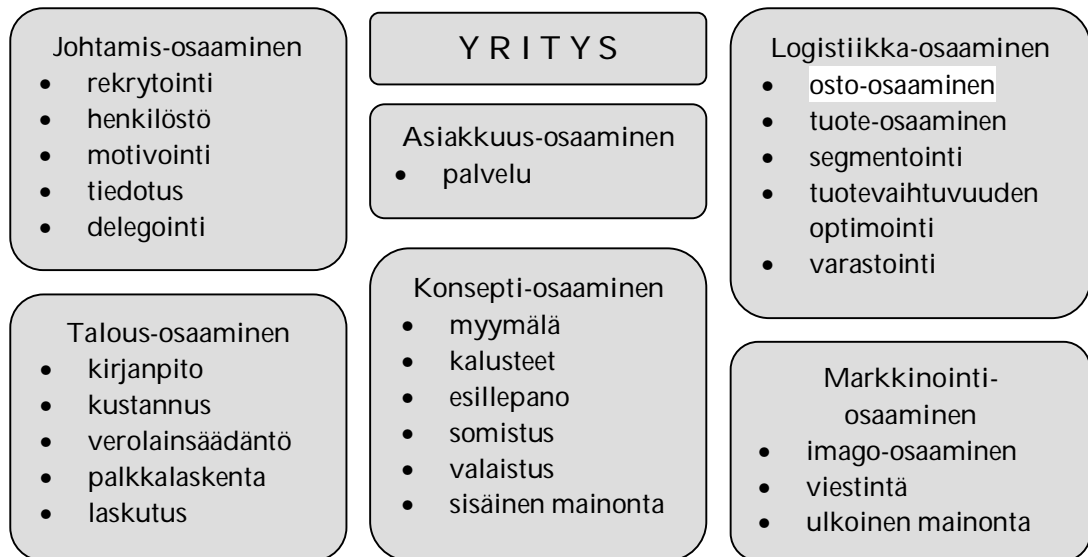 Johtamis-osaaminen
• rekrytointi
• henkilöstö
• motivointi
• tiedotus
• delegointi
Talous-osaaminen
• kirjanpito
• kustannus
• verolainsäädäntö
• palkkalaskenta
• laskutus
Y R I T Y S
Asiakkuus-osaaminen
• palvelu
Konsepti-osaaminen
• myymälä
• kalusteet
• esillepano
• somistus
• valaistus
• sisäinen mainonta
Logistiikka-osaaminen
• osto-osaaminen
• tuote-osaaminen
• segmentointi
• tuotevaihtuvuuden
optimointi
• varastointi
Markkinointi-
osaaminen
• imago-osaaminen
• viestintä
• ulkoinen mainonta